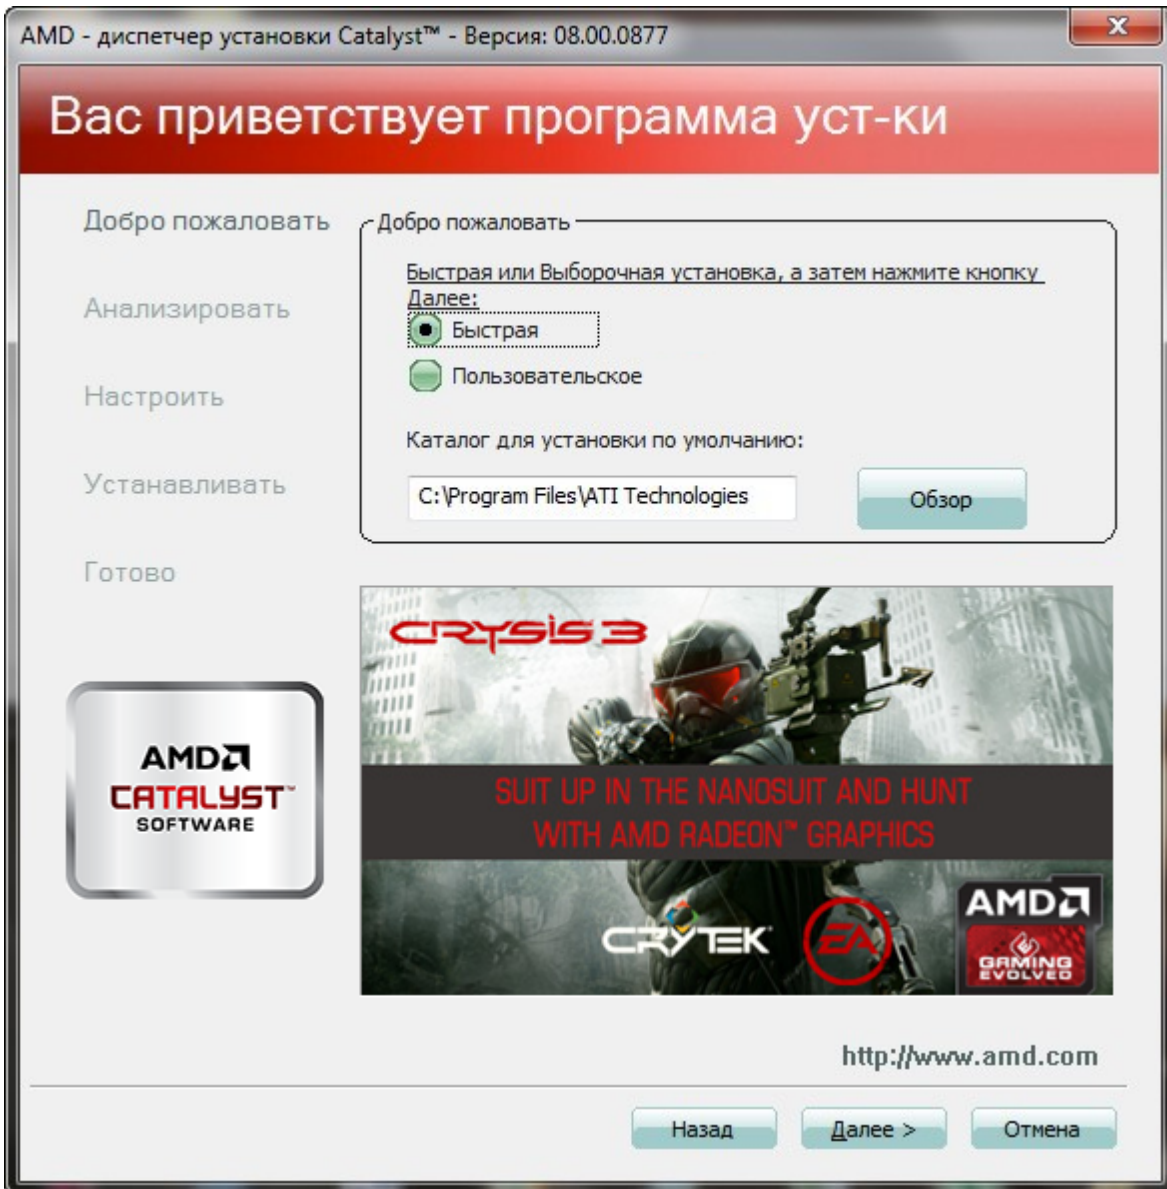 AMD - диспетчер установки Catalyst™ - Версия: 08.00.0877
Вас приветствует программа уст-ки
Добро пожаловать
Анализировать
Настроить
Устанавливать
Готово
Добро пожаловать
Быстрая или Выборочная установка, а затем нажмите кнопку
Далее:
Быстрая
Пользовательское
Каталог для установки по умолчанию:
C:\Program Files\ATI Technologies
Обзор
AMD
CATALYST™
SOFTWARE
CRYSIS 3
SUIT UP IN THE NANOSUIT AND HUNT
WITH AMD RADEON™ GRAPHICS
CRYTEK
EA
AMD
GAMING
EVOLVED
http://www.amd.com
Назад
Далее >
Отмена